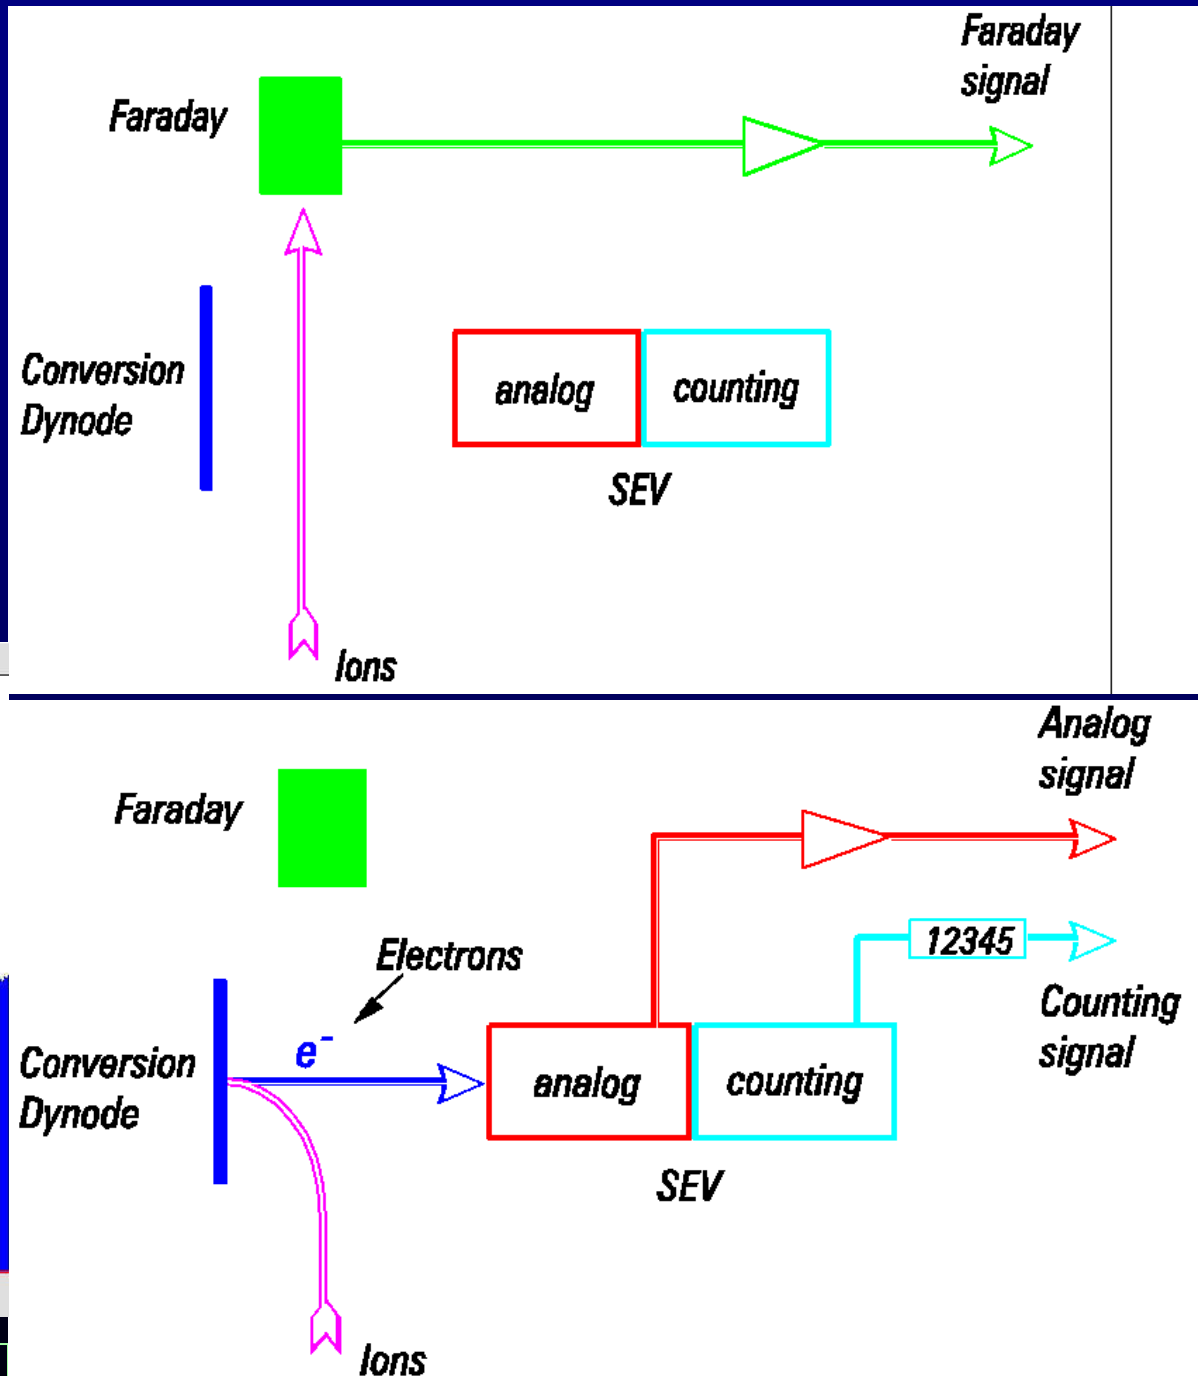 Faraday
signal
Faraday
Conversion
Dynode
analog
counting
SEV
Ions
Analog
signal
Faraday
12345
Electrons
Counting
signal
e⁻
Conversion
Dynode
analog
counting
SEV
Ions